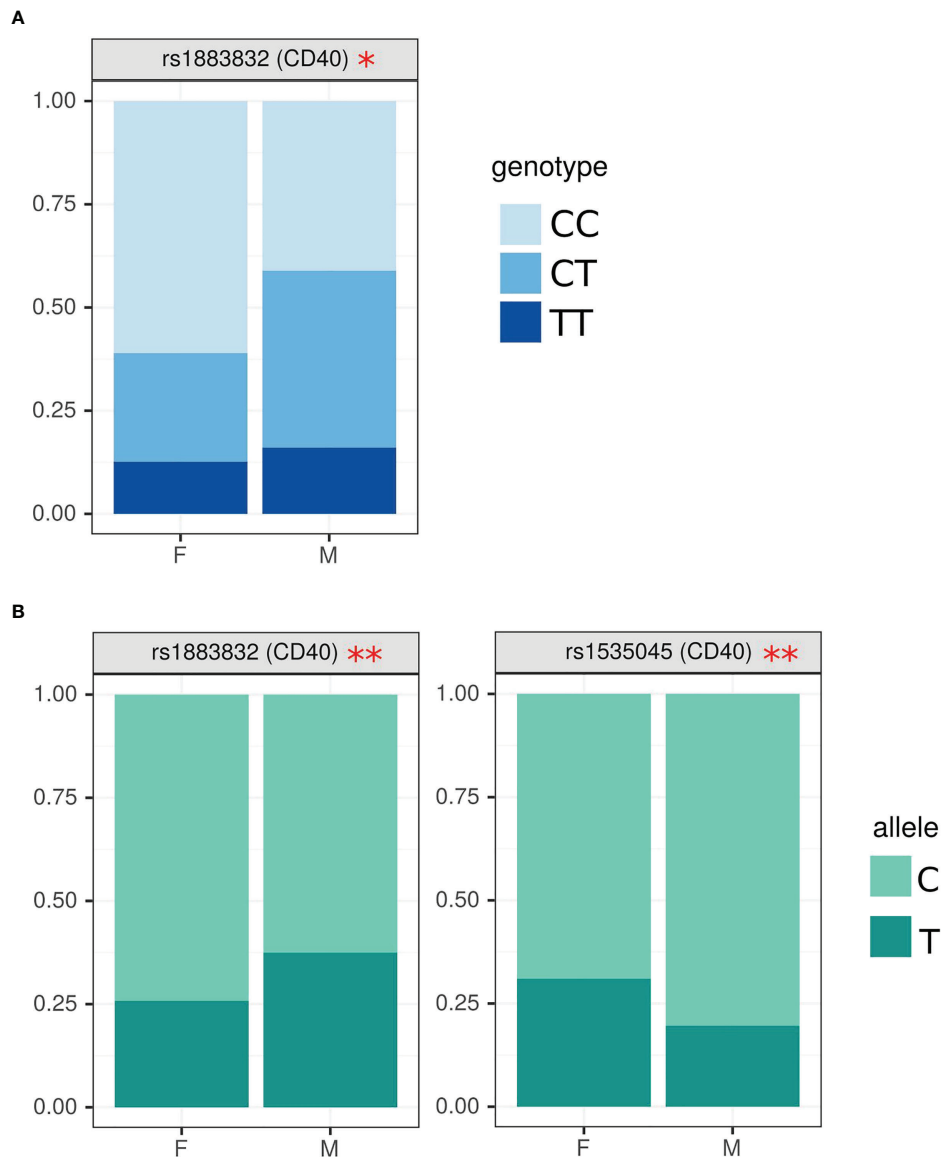 A
rs1883832 (CD40) *
1.00
0.75
0.50
0.25
0.00
F M
genotype
CC
CT
TT
B
rs1883832 (CD40) **
1.00
0.75
0.50
0.25
0.00
F M
rs1535045 (CD40) **
1.00
0.75
0.50
0.25
0.00
F M
allele
C
T